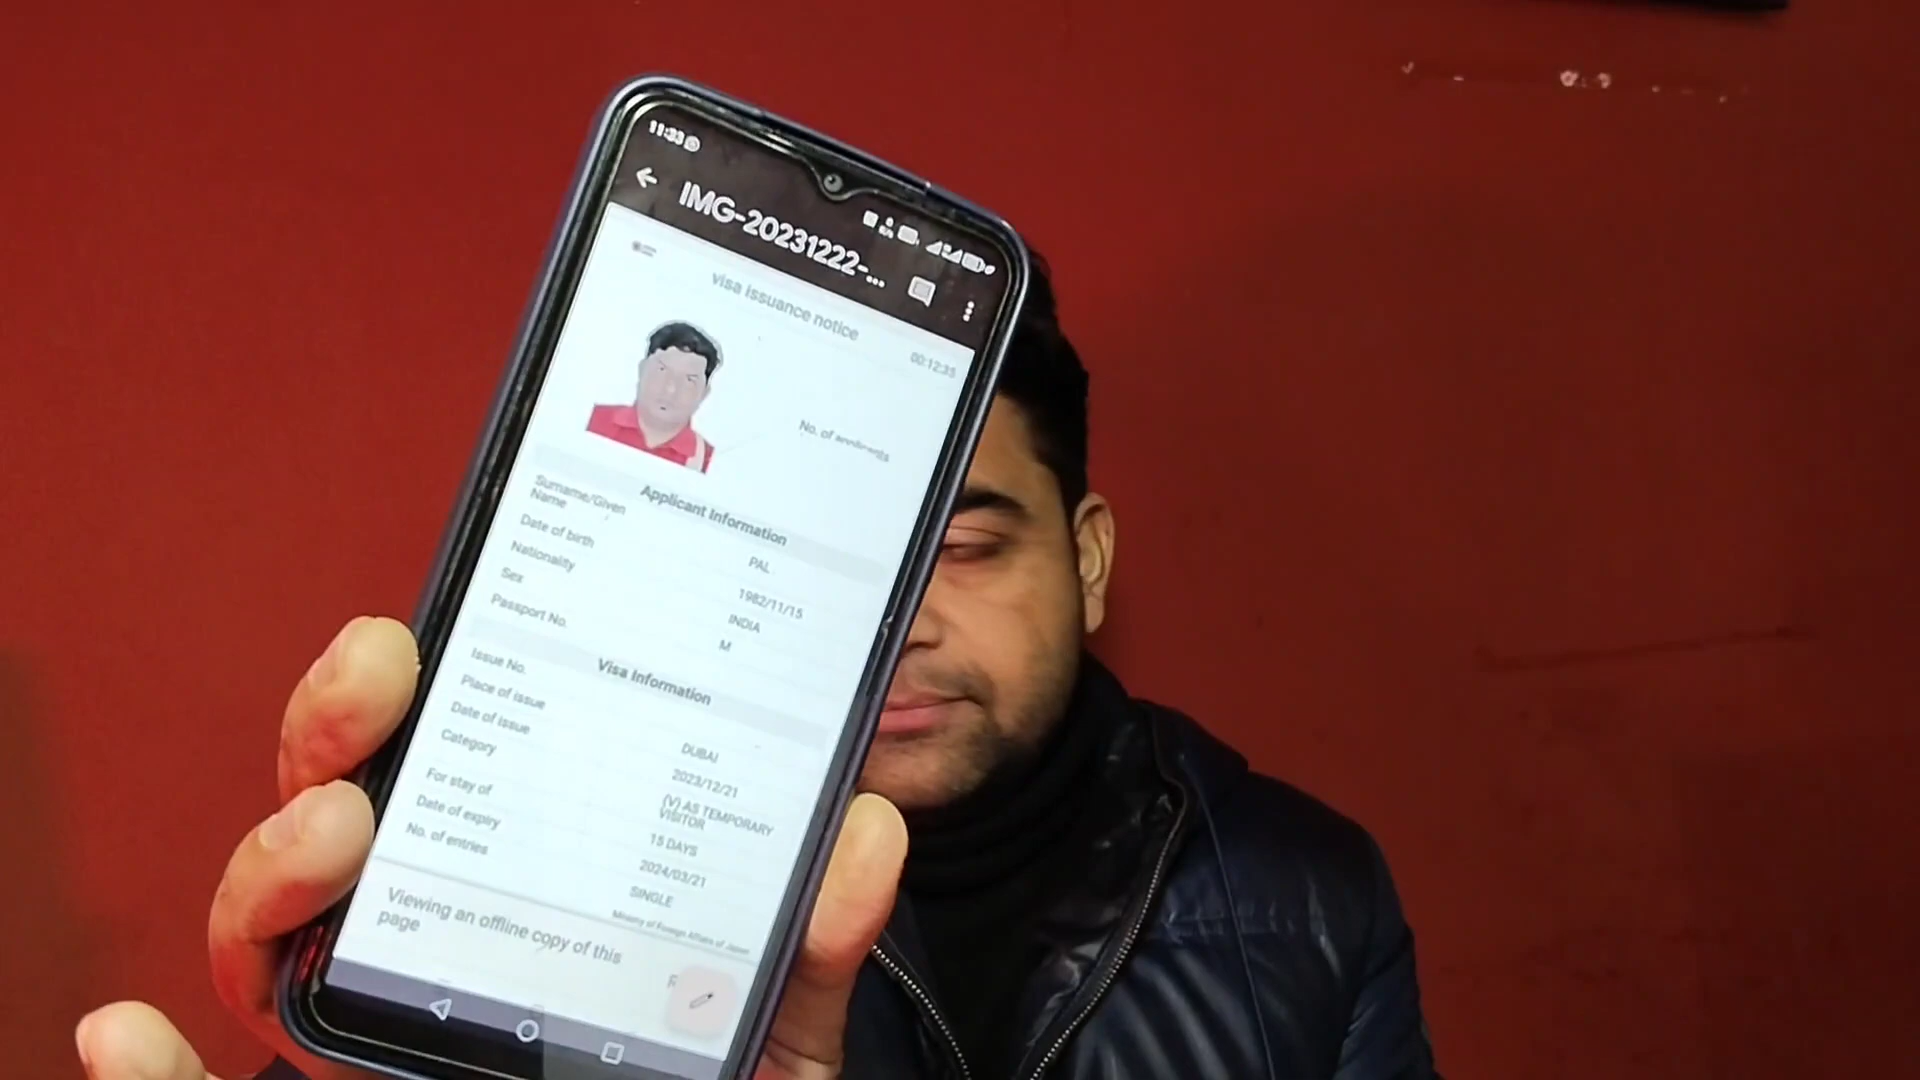 11:33
IMG-20231222-...
visa issuance notice
00:12:35
No. of
Applicant Information
Surname/Given
Name
PAL
Date of birth
1982/11/15
Nationality
INDIA
Sex
M
Passport No.
Visa Information
Issue No.
Place of issue
DUBAI
Date of issue
2023/12/21
Category
(V) AS TEMPORARY
VISITOR
For stay of
15 DAYS
Date of expiry
2024/03/21
No. of entries
SINGLE
Ministry of Foreign Affairs of Japan
Viewing an offline copy of this
page